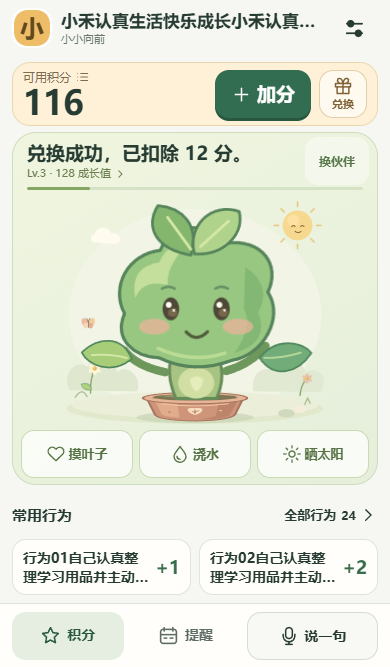 小
小禾认真生活快乐成长小禾认真...
小小向前
可用积分
116
加分
兑换
兑换成功，已扣除 12 分。
Lv.3 · 128 成长值
换伙伴
摸叶子
浇水
晒太阳
常用行为
全部行为 24
行为01自己认真整
理学习用品并主动...
+1
行为02自己认真整
理学习用品并主动...
+2
积分
提醒
说一句